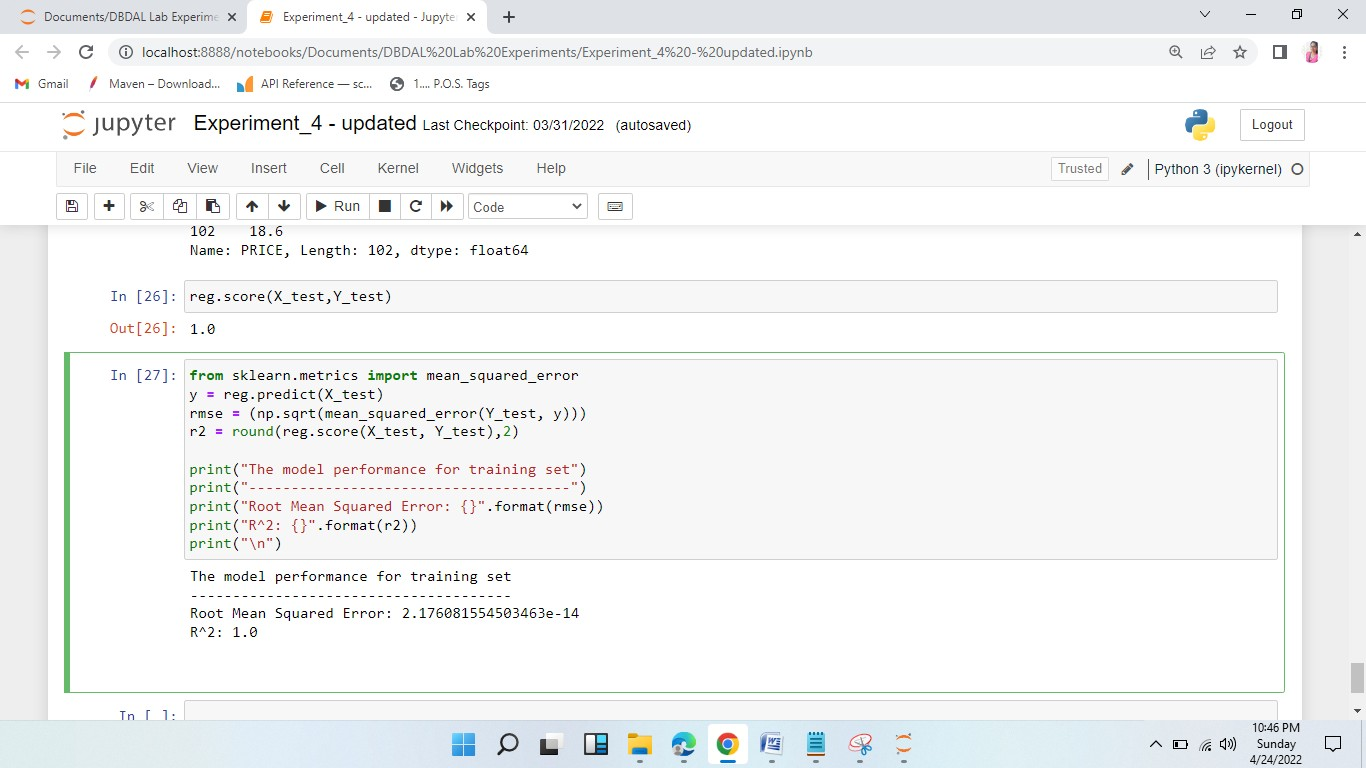 Documents/DBDAL Lab Experime
Experiment_4 - updated - Jupyte
localhost:8888/notebooks/Documents/DBDAL%20Lab%20Experiments/Experiment_4%20-%20updated.ipynb
Gmail
Maven – Download...
API Reference — sc...
1.... P.O.S. Tags
jupyter Experiment_4 - updated Last Checkpoint: 03/31/2022 (autosaved)
Logout
File Edit View Insert Cell Kernel Widgets Help
Trusted
Python 3 (ipykernel)
Run
Code
102    18.6
Name: PRICE, Length: 102, dtype: float64
In [26]: reg.score(X_test,Y_test)
Out[26]: 1.0
In [27]: from sklearn.metrics import mean_squared_error
y = reg.predict(X_test)
rmse = (np.sqrt(mean_squared_error(Y_test, y)))
r2 = round(reg.score(X_test, Y_test),2)
print("The model performance for training set")
print("--------------------------------------")
print("Root Mean Squared Error: {}".format(rmse))
print("R^2: {}".format(r2))
print("\n")
The model performance for training set
--------------------------------------
Root Mean Squared Error: 2.176081554503463e-14
R^2: 1.0
In [ ]:
10:46 PM
Sunday
4/24/2022